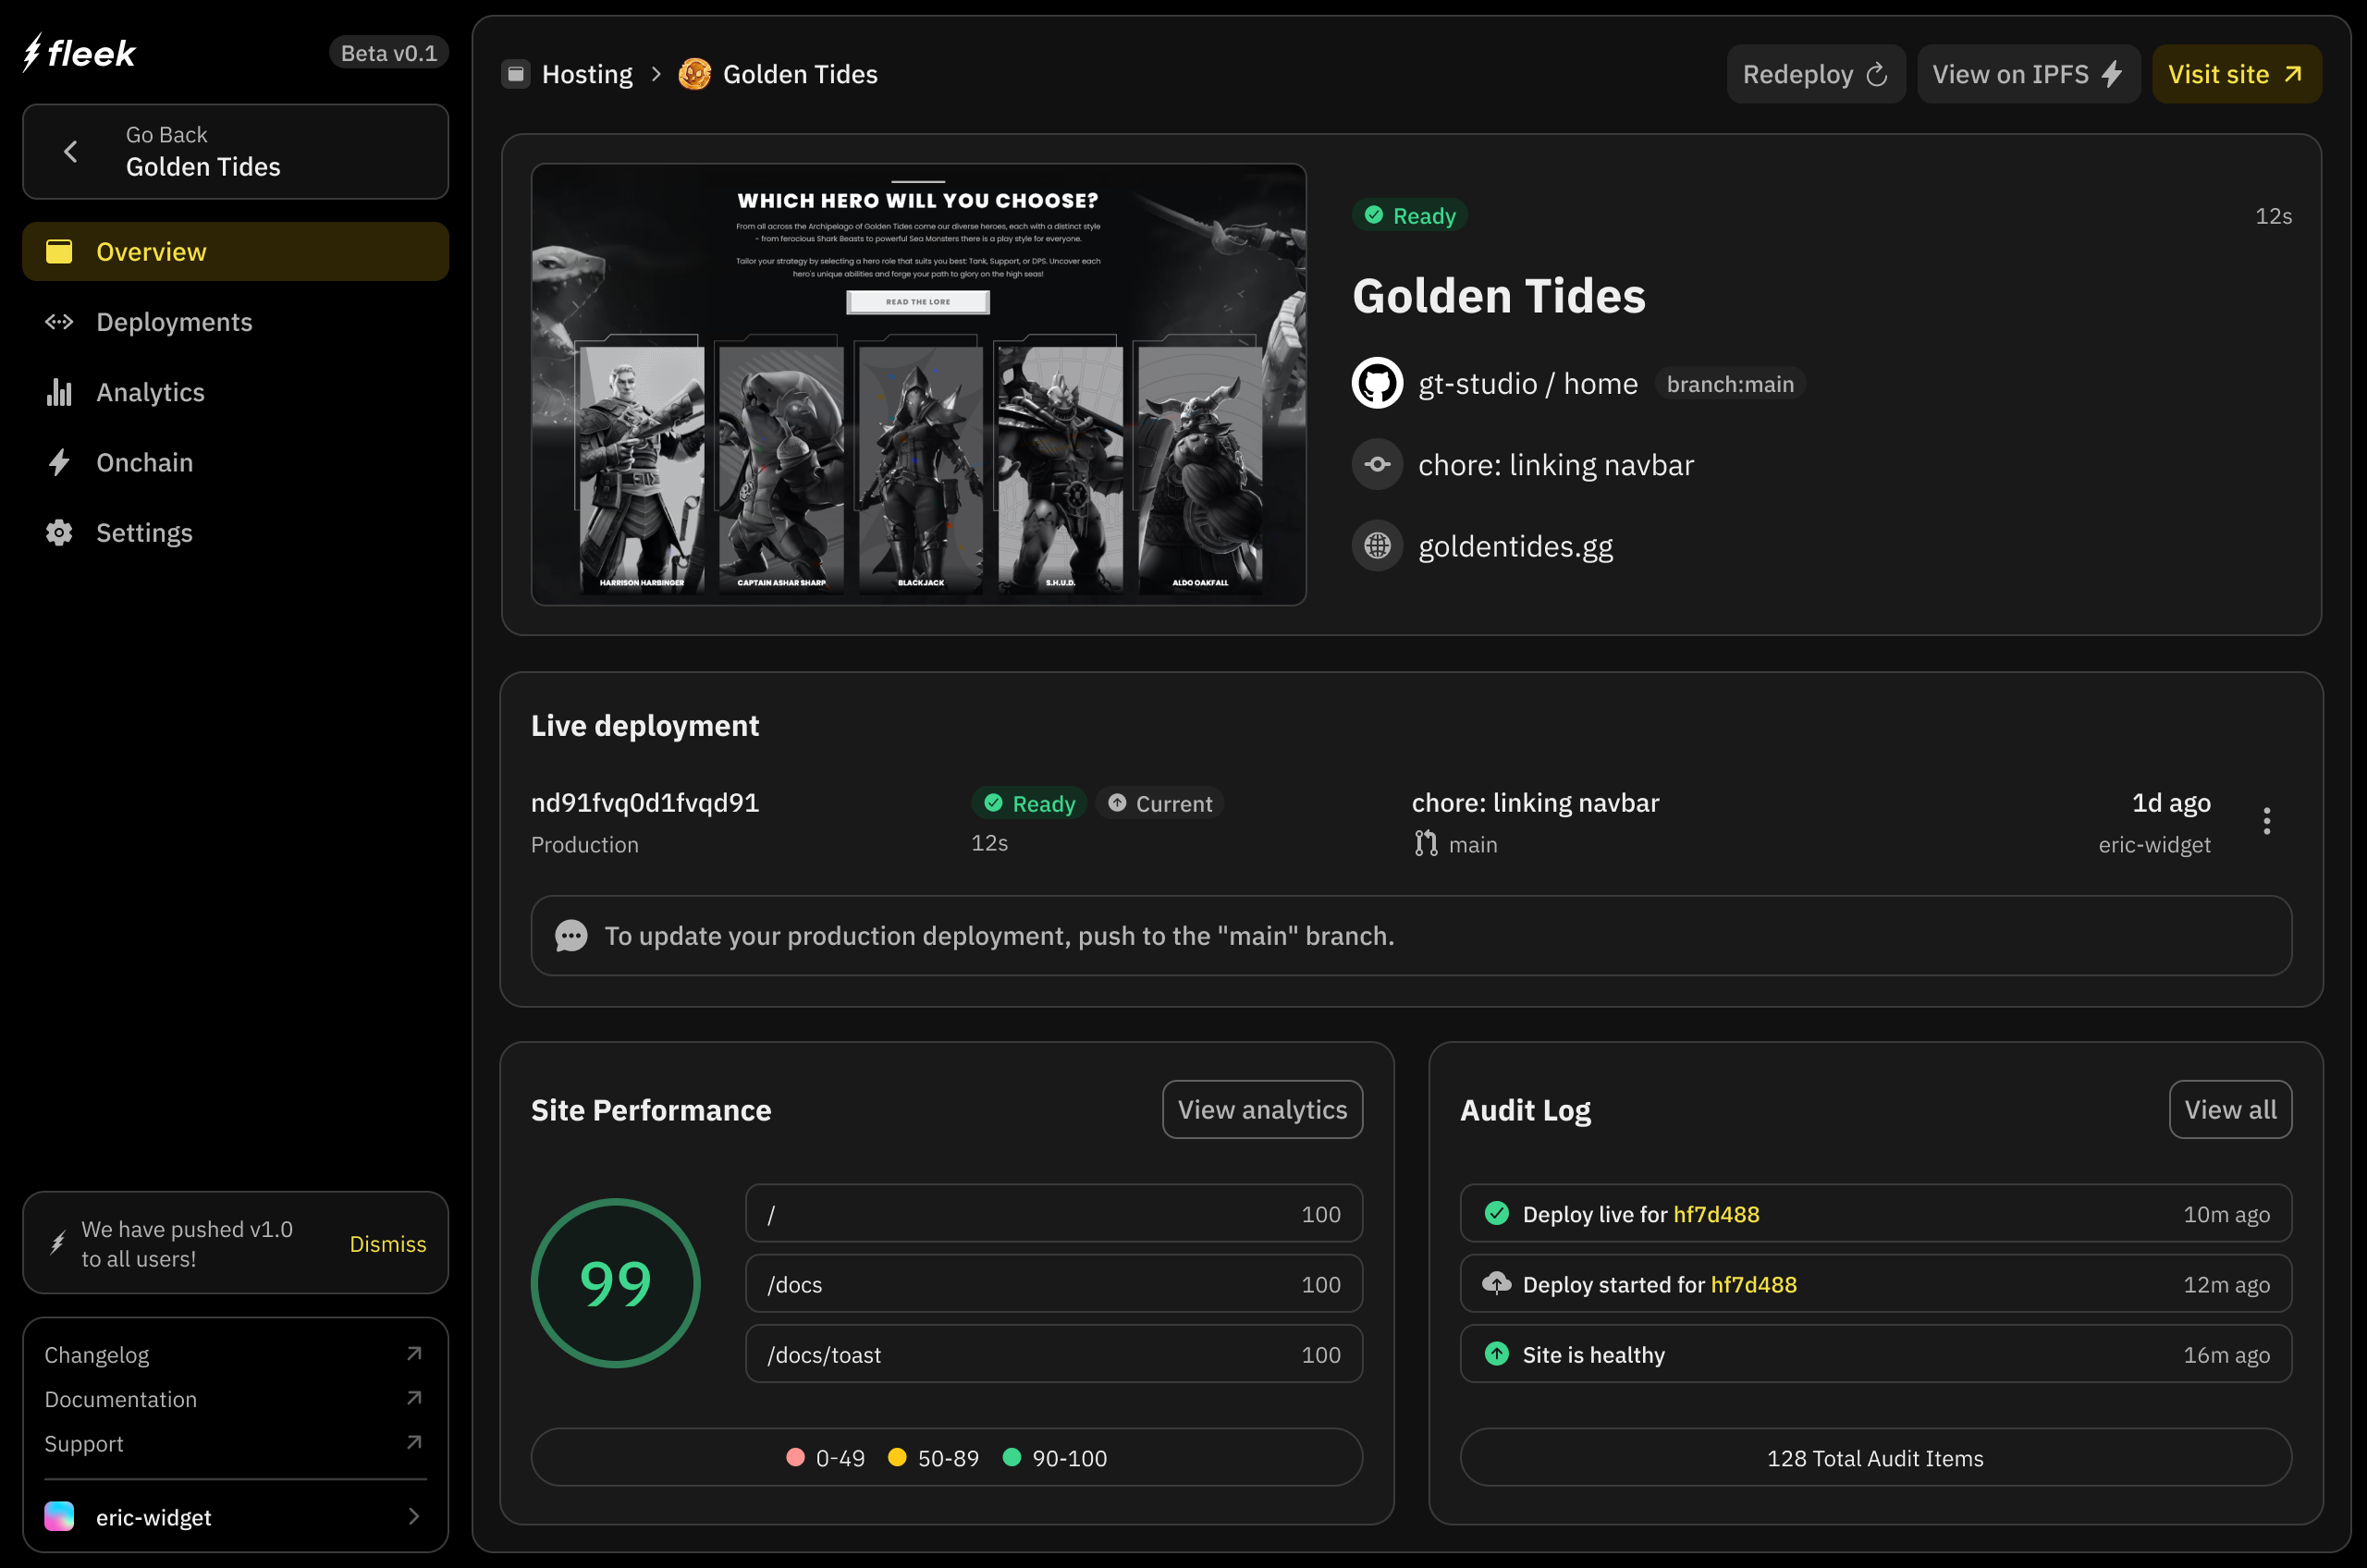 fleek
Beta v0.1
Go Back
Golden Tides
Overview
Deployments
Analytics
Onchain
Settings
We have pushed v1.0
to all users!
Dismiss
Changelog
Documentation
Support
eric-widget
Hosting
Golden Tides
Redeploy
View on IPFS
Visit site
WHICH HERO WILL YOU CHOOSE?
From all across the Archipelago of Golden Tides come our diverse heroes, each with a distinct style
- from ferocious Shark Beasts to powerful Sea Monsters there is a play style for everyone.
Tailor your strategy by selecting a hero role that suits you best: Tank, Support, or DPS. Uncover each
hero's unique abilities and forge your path to glory on the high seas!
READ THE LORE
HARRISON HARBINGER
CAPTAIN ASHAR SHARP
BLACKJACK
S.H.U.D.
ALDO OAKFALL
Ready
12s
Golden Tides
gt-studio / home branch:main
chore: linking navbar
goldentides.gg
Live deployment
nd91fvq0d1fvqd91
Production
Ready Current
12s
chore: linking navbar
main
1d ago
eric-widget
To update your production deployment, push to the "main" branch.
Site Performance
View analytics
99
/ 100
/docs 100
/docs/toast 100
0-49 50-89 90-100
Audit Log
View all
Deploy live for hf7d488 10m ago
Deploy started for hf7d488 12m ago
Site is healthy 16m ago
128 Total Audit Items